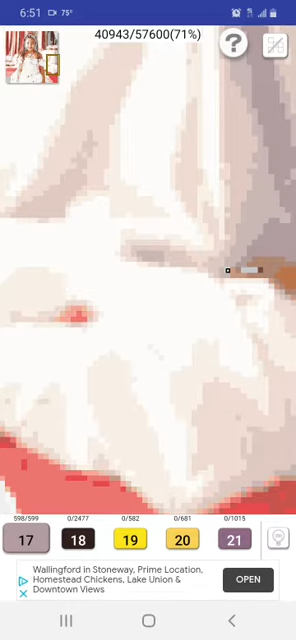 6:51 75°
40943/57600(71%)
?
598/599 0/2477 0/582 0/681 0/1015
17 18 19 20 21
Wallingford in Stoneway, Prime Location,
Homestead Chickens, Lake Union &
Downtown Views
OPEN